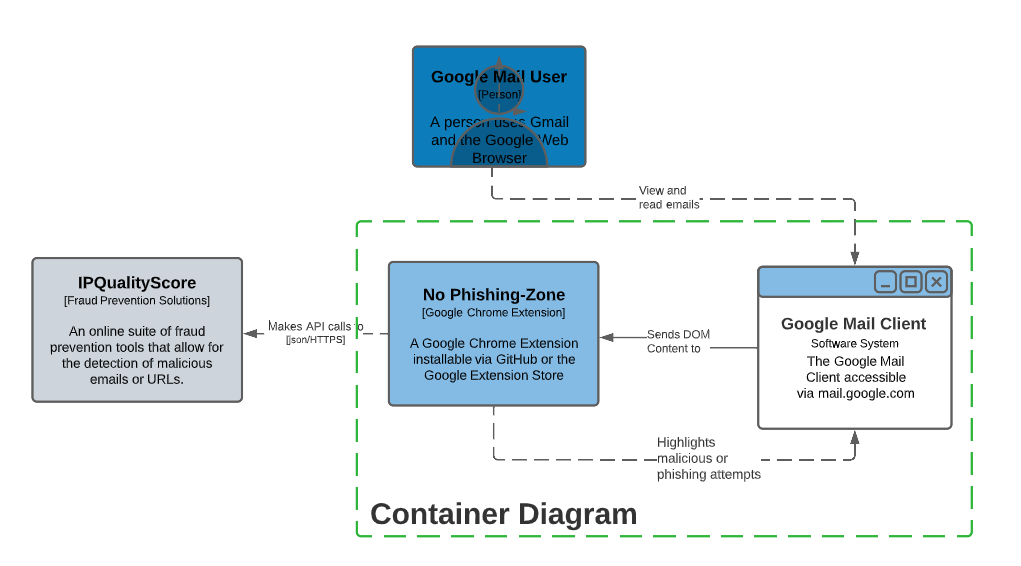 Google Mail User
[Person]
A person uses Gmail
and the Google Web
Browser
View and
read emails
IPQualityScore
[Fraud Prevention Solutions]
An online suite of fraud
prevention tools that allow for
the detection of malicious
emails or URLs.
Makes API calls to
[json/HTTPS]
No Phishing-Zone
[Google Chrome Extension]
A Google Chrome Extension
installable via GitHub or the
Google Extension Store
Sends DOM
Content to
Google Mail Client
Software System
The Google Mail
Client accessible
via mail.google.com
Highlights
malicious or
phishing attempts
Container Diagram